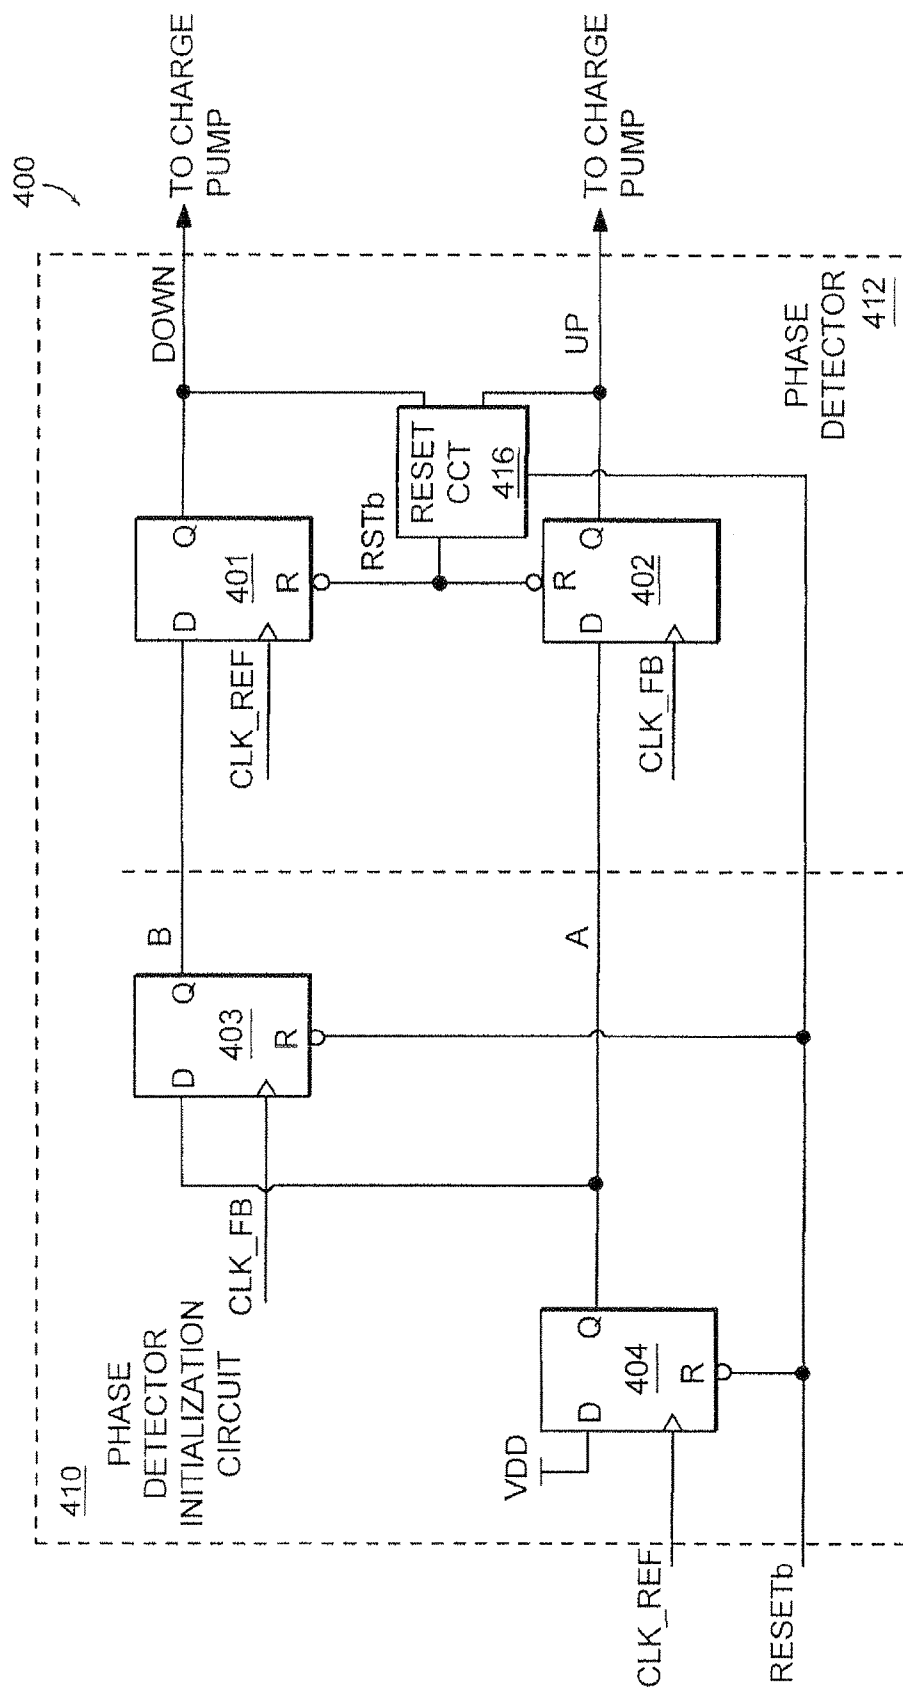 400
410
PHASE
DETECTOR
INITIALIZATION
CIRCUIT
CLK_FB
D
Q
403
R
B
CLK_REF
D
Q
401
R
DOWN
TO CHARGE
PUMP
RSTb
RESET
CCT
416
VDD
CLK_REF
D
Q
404
R
A
CLK_FB
D
Q
R
402
UP
TO CHARGE
PUMP
RESETb
PHASE
DETECTOR
412